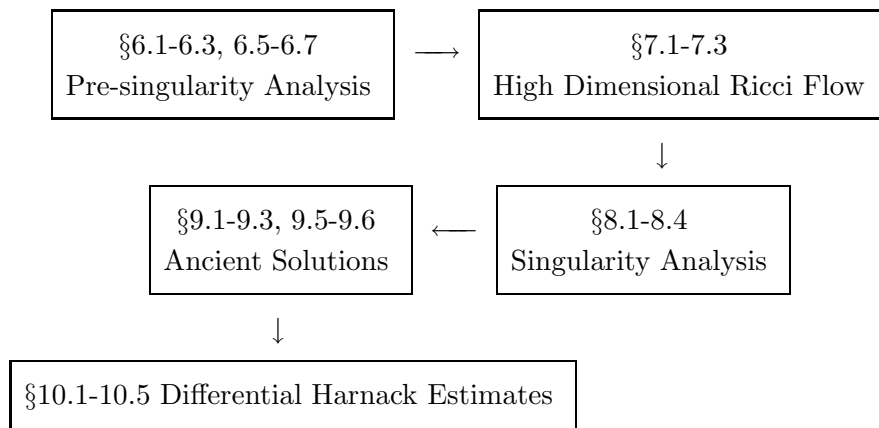 §6.1-6.3, 6.5-6.7
Pre-singularity Analysis
⟶
§7.1-7.3
High Dimensional Ricci Flow
↓
§9.1-9.3, 9.5-9.6
Ancient Solutions
⟵
§8.1-8.4
Singularity Analysis
↓
§10.1-10.5 Differential Harnack Estimates